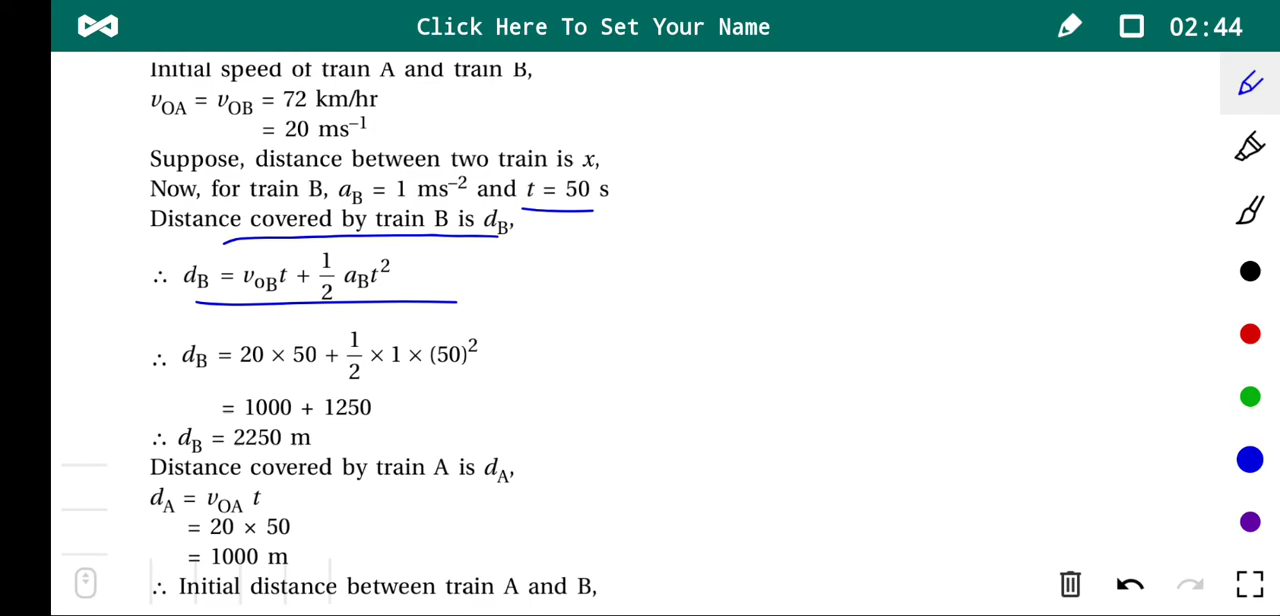 Click Here To Set Your Name
02:44
Initial speed of train A and train B,
v_OA = v_OB = 72 km/hr
= 20 ms⁻¹
Suppose, distance between two train is x,
Now, for train B, a_B = 1 ms⁻² and t = 50 s
Distance covered by train B is d_B,
∴ d_B = v_oB t + 1/2 a_B t²
∴ d_B = 20 × 50 + 1/2 × 1 × (50)²
= 1000 + 1250
∴ d_B = 2250 m
Distance covered by train A is d_A,
d_A = v_OA t
= 20 × 50
= 1000 m
∴ Initial distance between train A and B,